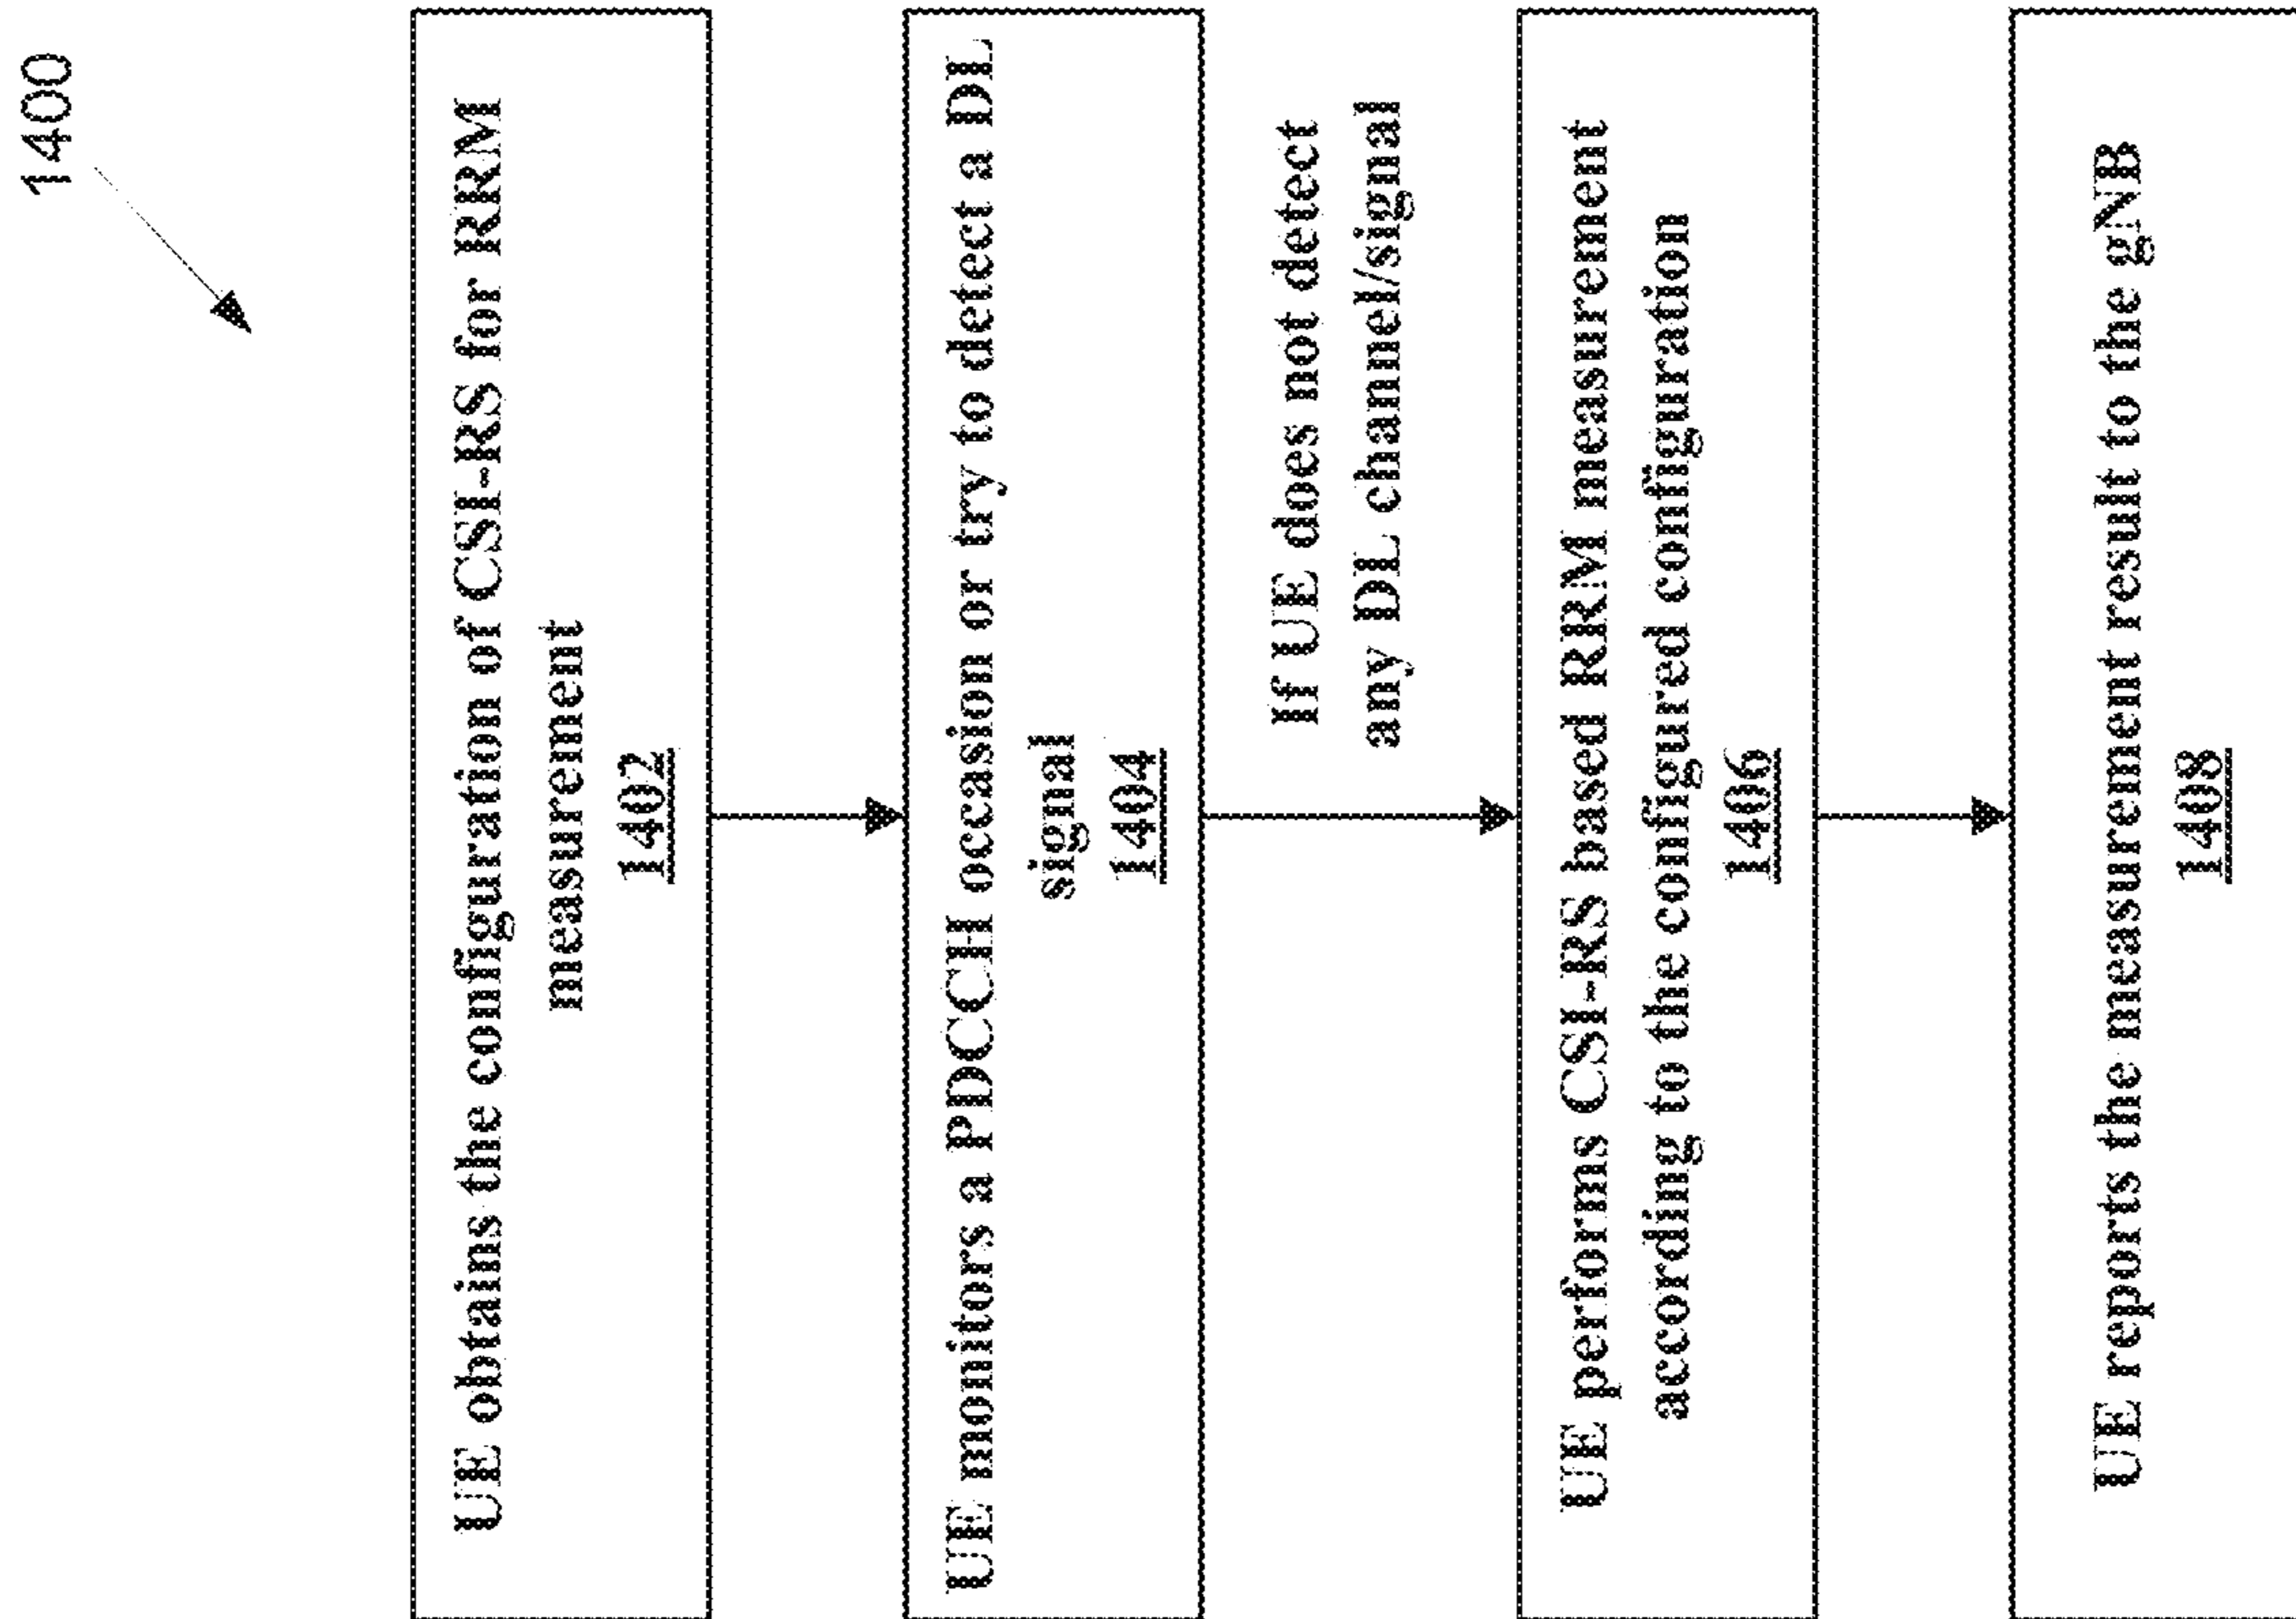 1400
UE obtains the configuration of CSI-RS for RRM
measurement
1402
UE monitors a PDCCH occasion or try to detect a DL
signal
1404
If UE does not detect
any DL channel/signal
UE performs CSI-RS based RRM measurement
according to the configured configuration
1406
UE reports the measurement result to the gNB
1408